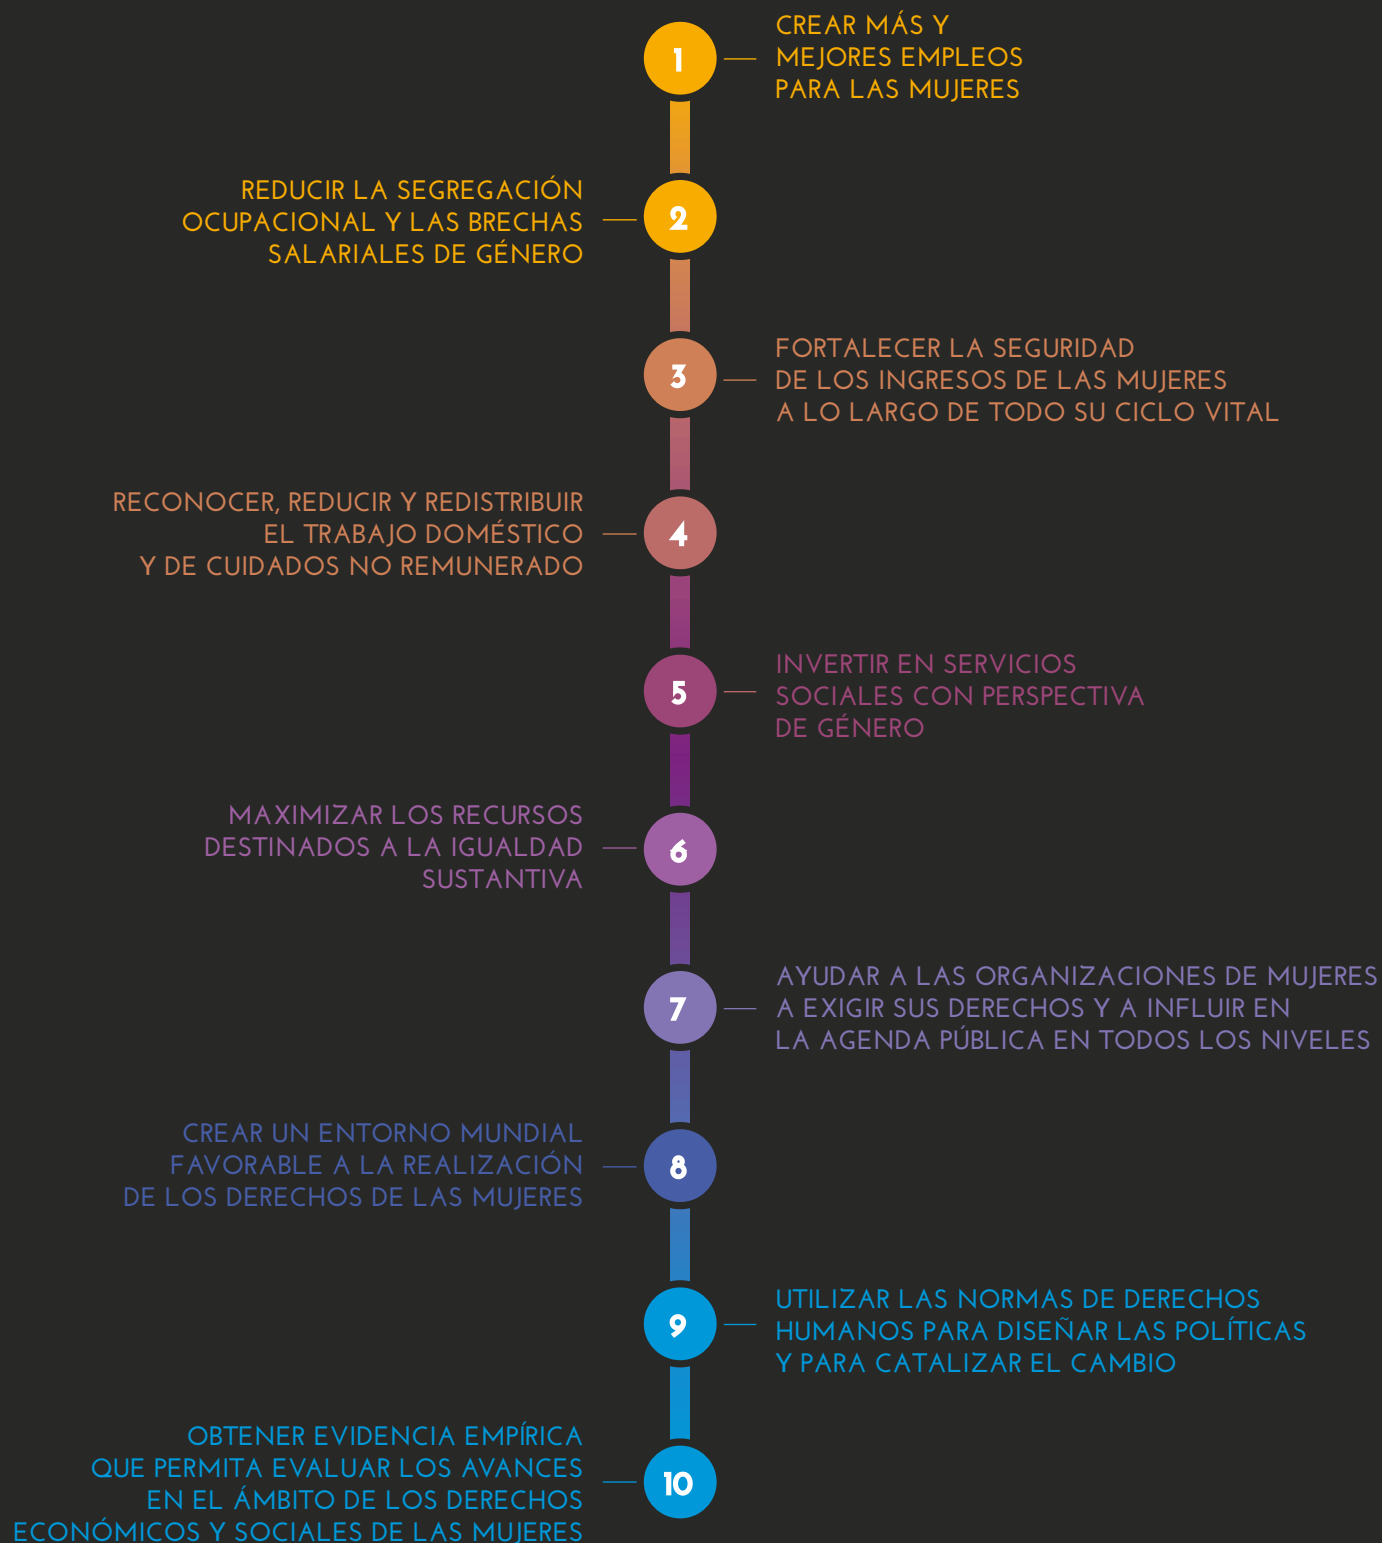 1
CREAR MÁS Y
MEJORES EMPLEOS
PARA LAS MUJERES
2
REDUCIR LA SEGREGACIÓN
OCUPACIONAL Y LAS BRECHAS
SALARIALES DE GÉNERO
3
FORTALECER LA SEGURIDAD
DE LOS INGRESOS DE LAS MUJERES
A LO LARGO DE TODO SU CICLO VITAL
4
RECONOCER, REDUCIR Y REDISTRIBUIR
EL TRABAJO DOMÉSTICO
Y DE CUIDADOS NO REMUNERADO
5
INVERTIR EN SERVICIOS
SOCIALES CON PERSPECTIVA
DE GÉNERO
6
MAXIMIZAR LOS RECURSOS
DESTINADOS A LA IGUALDAD
SUSTANTIVA
7
AYUDAR A LAS ORGANIZACIONES DE MUJERES
A EXIGIR SUS DERECHOS Y A INFLUIR EN
LA AGENDA PÚBLICA EN TODOS LOS NIVELES
8
CREAR UN ENTORNO MUNDIAL
FAVORABLE A LA REALIZACIÓN
DE LOS DERECHOS DE LAS MUJERES
9
UTILIZAR LAS NORMAS DE DERECHOS
HUMANOS PARA DISEÑAR LAS POLÍTICAS
Y PARA CATALIZAR EL CAMBIO
10
OBTENER EVIDENCIA EMPÍRICA
QUE PERMITA EVALUAR LOS AVANCES
EN EL ÁMBITO DE LOS DERECHOS
ECONÓMICOS Y SOCIALES DE LAS MUJERES